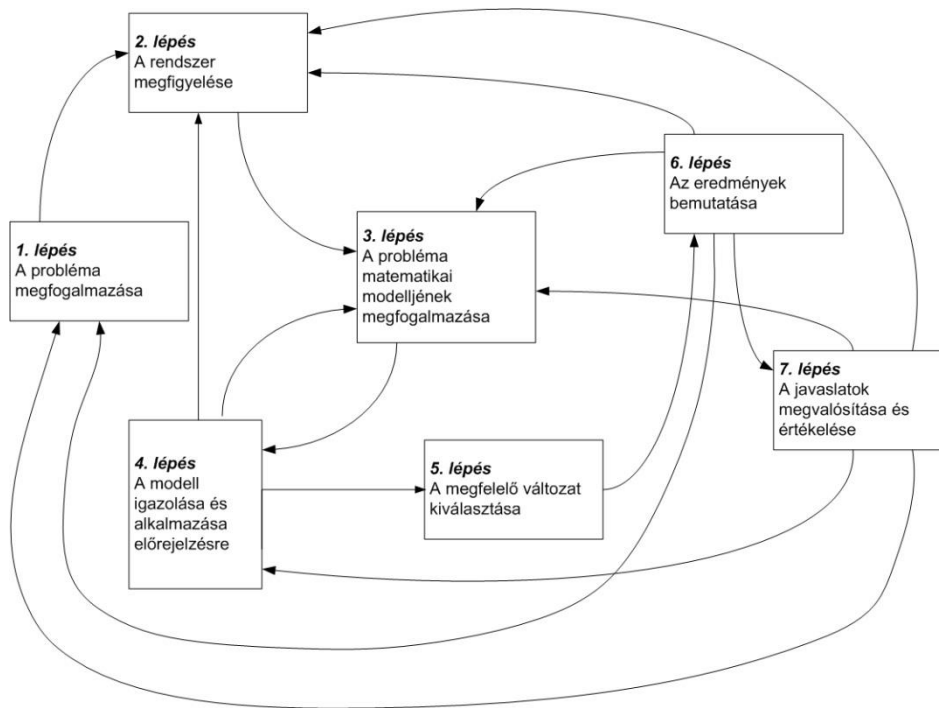 2. lépés
A rendszer
megfigyelése
6. lépés
Az eredmények
bemutatása
1. lépés
A probléma
megfogalmazása
3. lépés
A probléma
matematikai
modelljének
megfogalmazása
7. lépés
A javaslatok
megvalósítása és
értékelése
4. lépés
A modell
igazolása és
alkalmazása
előrejelzésre
5. lépés
A megfelelő változat
kiválasztása